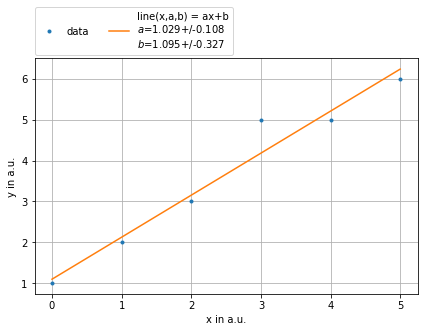 data
line(x,a,b) = ax+b
a=1.029+/-0.108
b=1.095+/-0.327
6
5
4
3
2
1
y in a.u.
0 1 2 3 4 5
x in a.u.